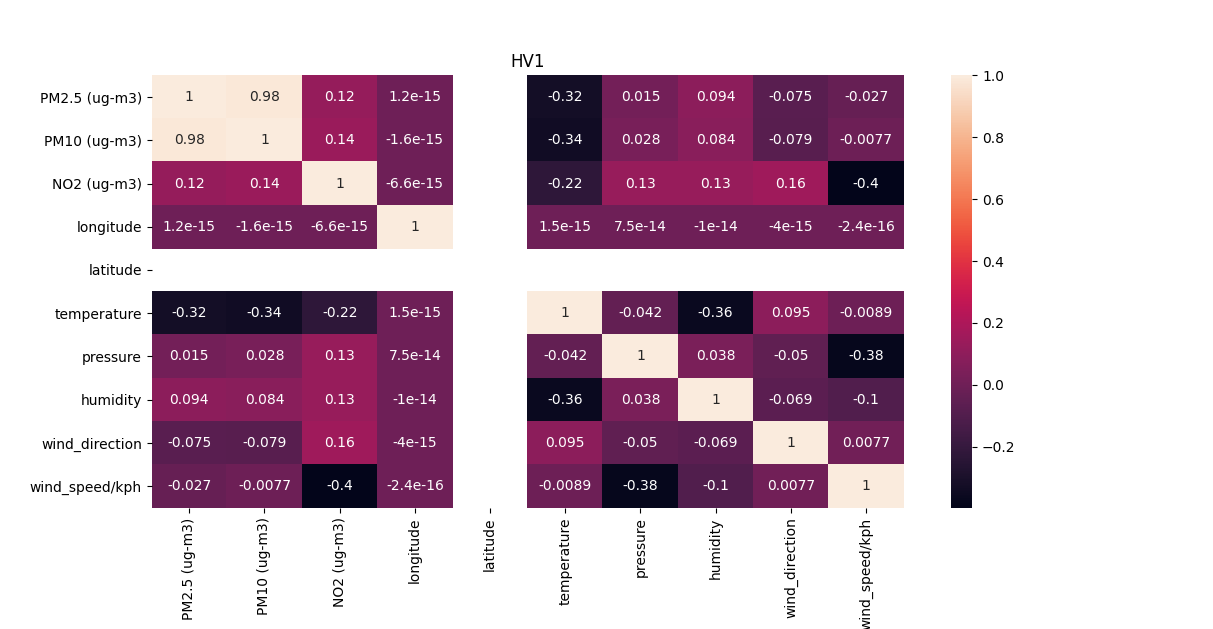 HV1
PM2.5 (ug-m3) 1 0.98 0.12 1.2e-15 -0.32 0.015 0.094 -0.075 -0.027
PM10 (ug-m3) 0.98 1 0.14 -1.6e-15 -0.34 0.028 0.084 -0.079 -0.0077
NO2 (ug-m3) 0.12 0.14 1 -6.6e-15 -0.22 0.13 0.13 0.16 -0.4
longitude 1.2e-15 -1.6e-15 -6.6e-15 1 1.5e-15 7.5e-14 -1e-14 -4e-15 -2.4e-16
latitude
temperature -0.32 -0.34 -0.22 1.5e-15 1 -0.042 -0.36 0.095 -0.0089
pressure 0.015 0.028 0.13 7.5e-14 -0.042 1 0.038 -0.05 -0.38
humidity 0.094 0.084 0.13 -1e-14 -0.36 0.038 1 -0.069 -0.1
wind_direction -0.075 -0.079 0.16 -4e-15 0.095 -0.05 -0.069 1 0.0077
wind_speed/kph -0.027 -0.0077 -0.4 -2.4e-16 -0.0089 -0.38 -0.1 0.0077 1
PM2.5 (ug-m3)
PM10 (ug-m3)
NO2 (ug-m3)
longitude
latitude
temperature
pressure
humidity
wind_direction
wind_speed/kph
1.0
0.8
0.6
0.4
0.2
0.0
−0.2